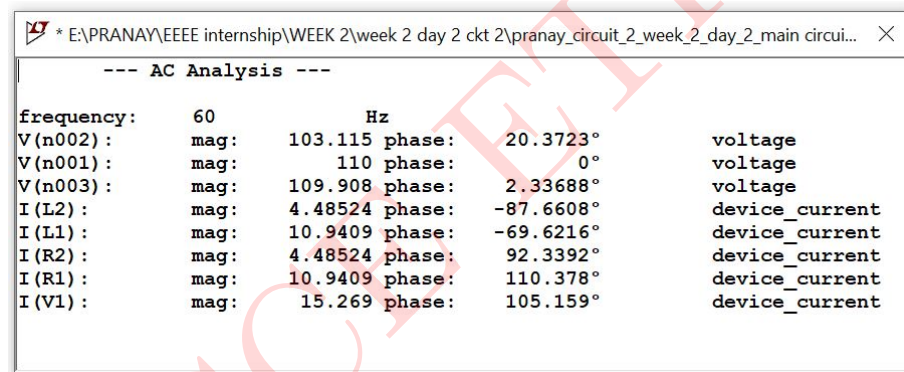 * E:\PRANAY\EEEE internship\WEEK 2\week 2 day 2 ckt 2\pranay_circuit_2_week_2_day_2_main circui...
--- AC Analysis ---
frequency: 60 Hz
V(n002): mag: 103.115 phase: 20.3723° voltage
V(n001): mag: 110 phase: 0° voltage
V(n003): mag: 109.908 phase: 2.33688° voltage
I(L2): mag: 4.48524 phase: -87.6608° device_current
I(L1): mag: 10.9409 phase: -69.6216° device_current
I(R2): mag: 4.48524 phase: 92.3392° device_current
I(R1): mag: 10.9409 phase: 110.378° device_current
I(V1): mag: 15.269 phase: 105.159° device_current